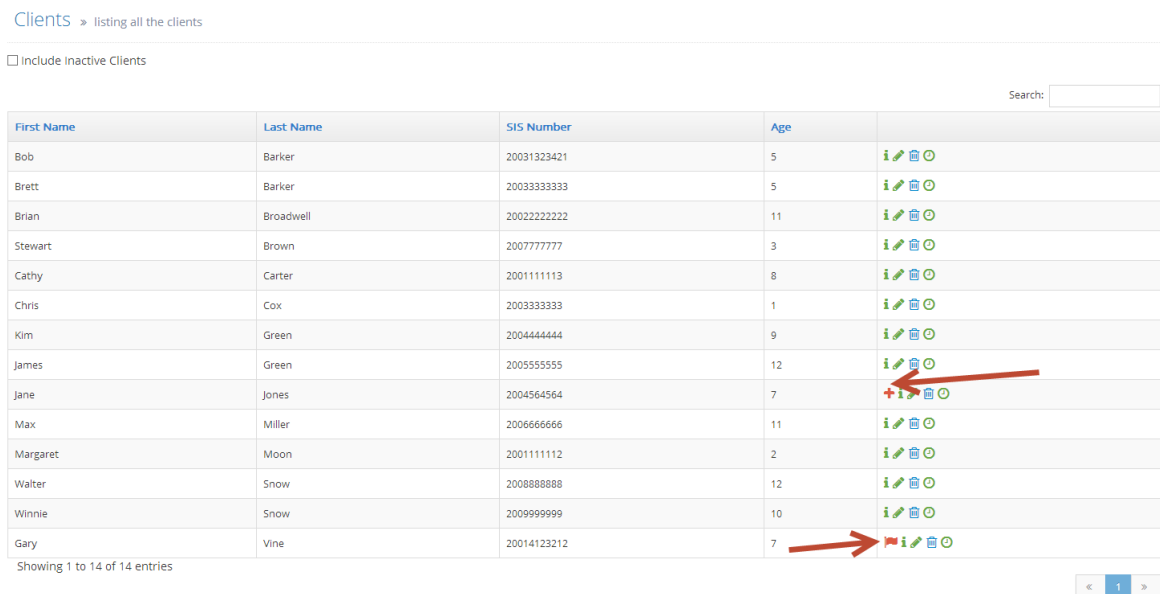 Clients » listing all the clients
Include Inactive Clients
Search:
First Name Last Name SIS Number Age
Bob Barker 20031323421 5
Brett Barker 20033333333 5
Brian Broadwell 20022222222 11
Stewart Brown 2007777777 3
Cathy Carter 2001111113 8
Chris Cox 2003333333 1
Kim Green 2004444444 9
James Green 2005555555 12
Jane Jones 2004564564 7
Max Miller 2006666666 11
Margaret Moon 2001111112 2
Walter Snow 2008888888 12
Winnie Snow 2009999999 10
Gary Vine 20014123212 7
Showing 1 to 14 of 14 entries
« 1 »